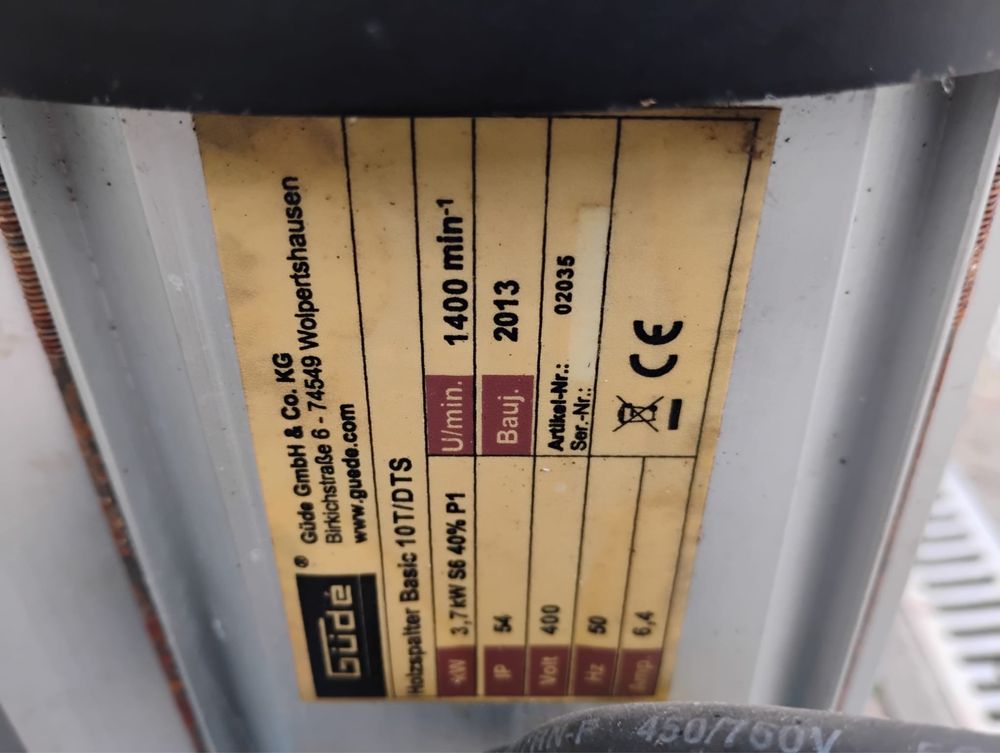 Güde
® Güde GmbH & Co. KG
Birkichstraße 6 - 74549 Wolpertshausen
www.guede.com
Holzspalter Basic 10T/DTS
kW 3,7 kW S6 40% P1
U/min. 1400 min-¹
IP 54
Bauj. 2013
Volt 400
Artikel-Nr.: 02035
Ser.-Nr.:
Hz 50
Amp. 6,4
CE
450/750V